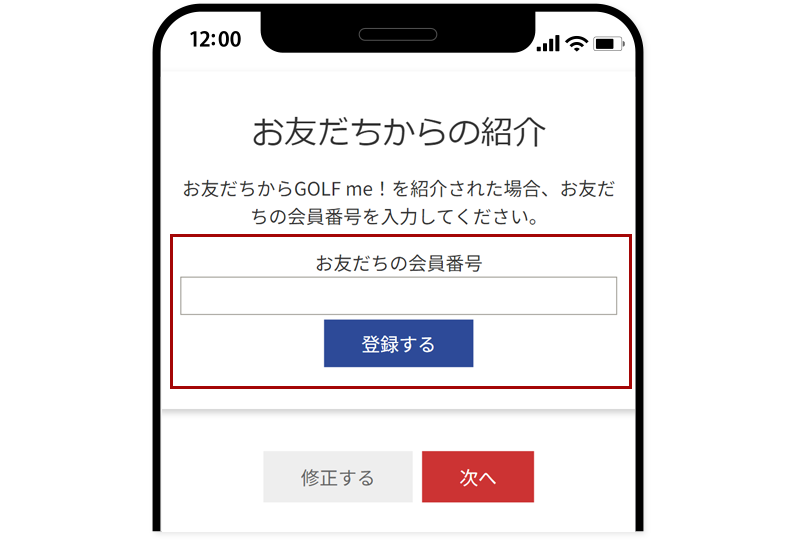 12:00
お友だちからの紹介
お友だちからGOLF me！を紹介された場合、お友だ
ちの会員番号を入力してください。
お友だちの会員番号
登録する
修正する
次へ